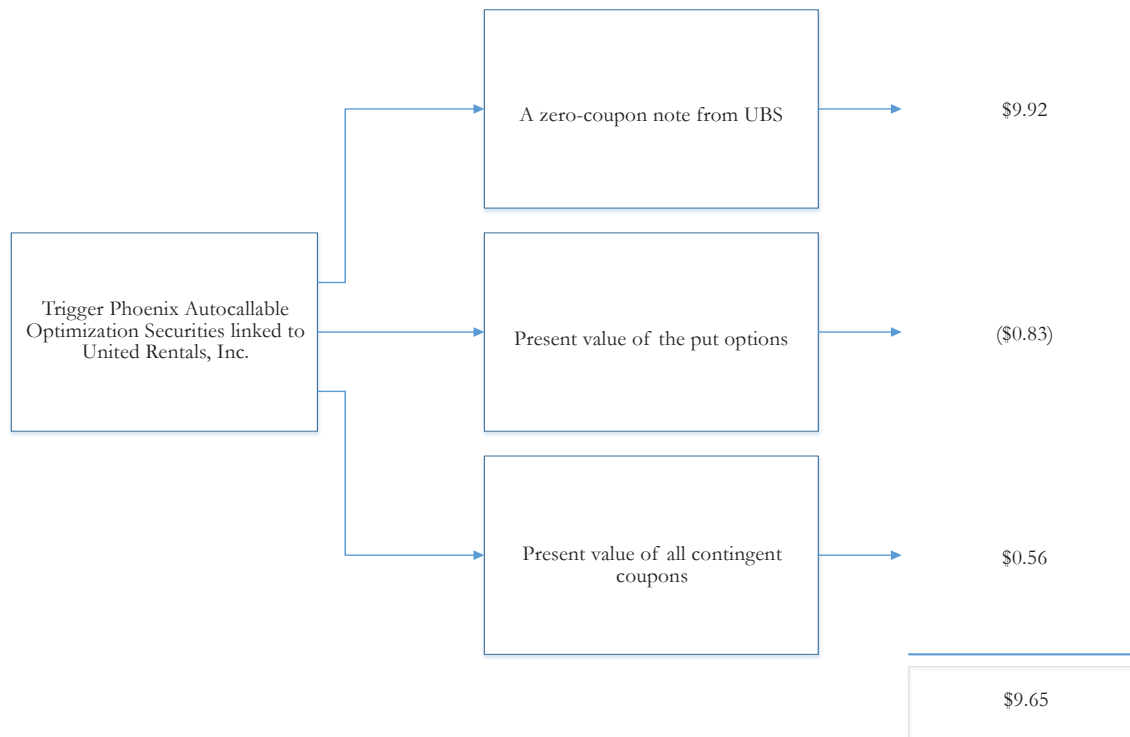 A zero-coupon note from UBS
$9.92
Trigger Phoenix Autocallable
Optimization Securities linked to
United Rentals, Inc.
Present value of the put options
($0.83)
Present value of all contingent
coupons
$0.56
$9.65